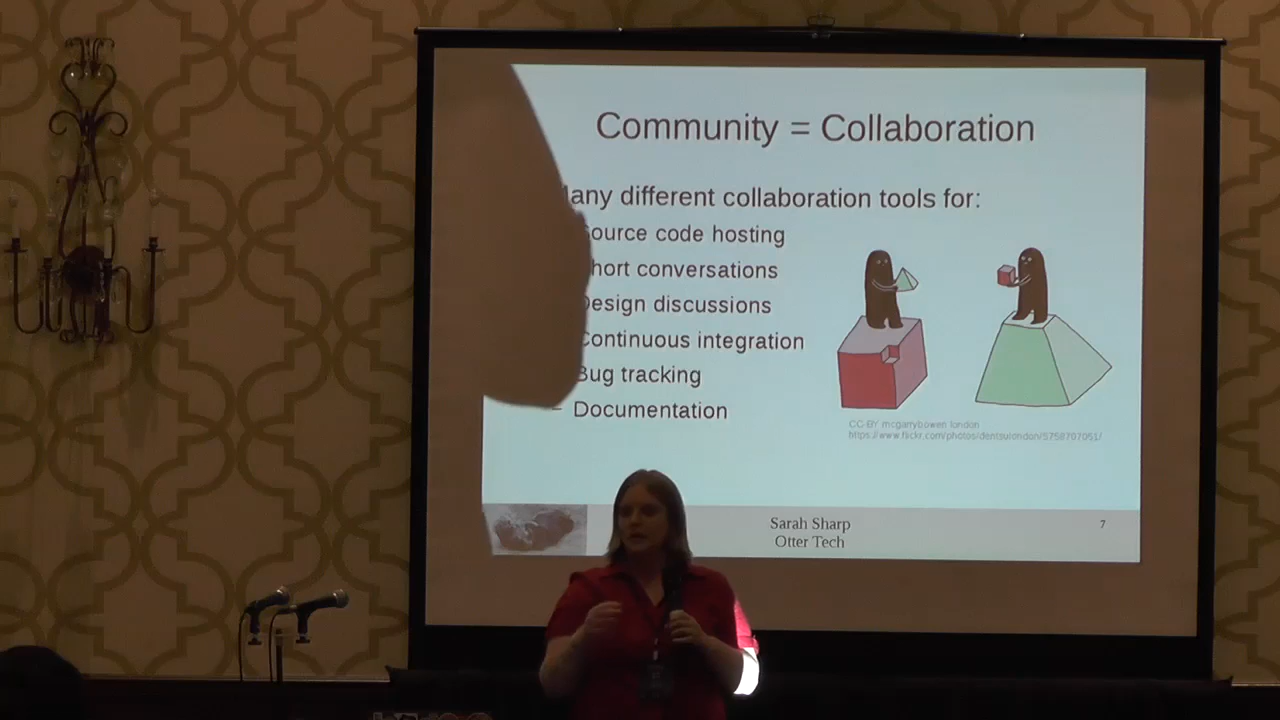 Community = Collaboration
any different collaboration tools for:
ource code hosting
hort conversations
Design discussions
Continuous integration
Bug tracking
– Documentation
CC-BY mcgarrybowen london
https://www.flickr.com/photos/dentsulondon/5758707051/
Sarah Sharp
Otter Tech
7